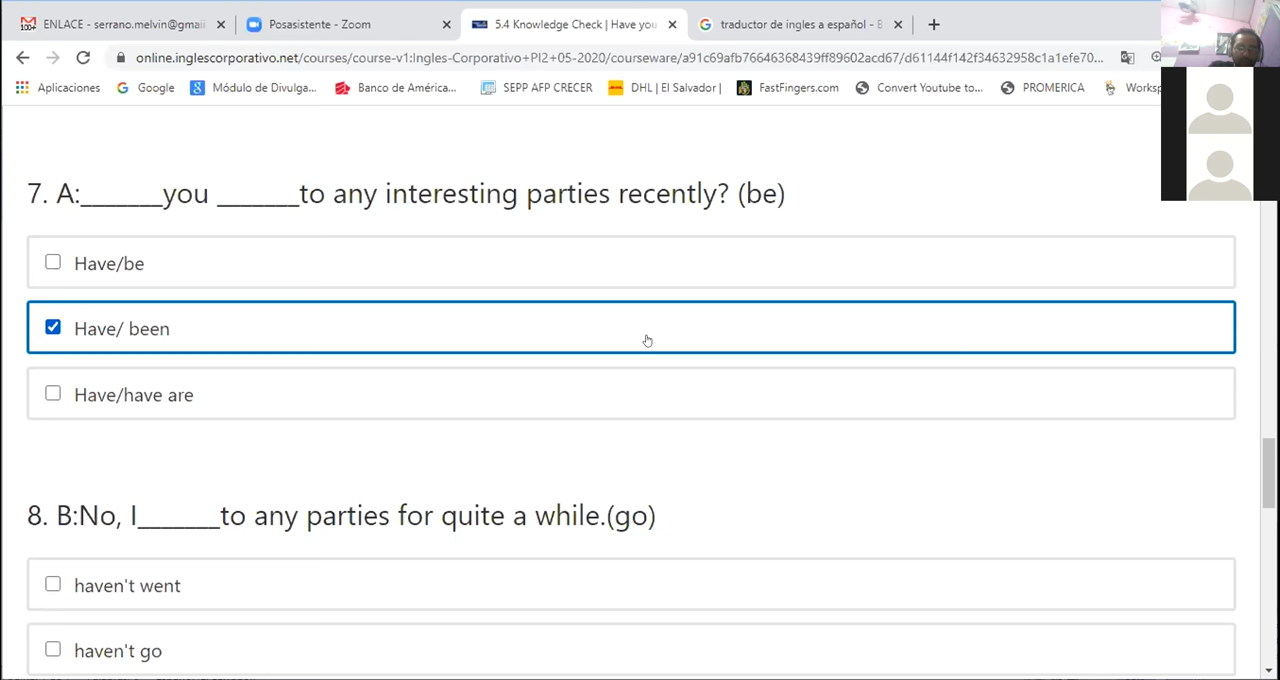 ENLACE - serrano.melvin@gmai
Posasistente - Zoom
5.4 Knowledge Check | Have you
traductor de ingles a español - B
online.inglescorporativo.net/courses/course-v1:Ingles-Corporativo+PI2+05-2020/courseware/a91c69afb76646368439ff89602acd67/d61144f142f34632958c1a1efe70...
Aplicaciones
Google
Módulo de Divulga...
Banco de América...
SEPP AFP CRECER
DHL | El Salvador |
FastFingers.com
Convert Youtube to...
PROMERICA
Worksp
7. A:_______you _______to any interesting parties recently? (be)
Have/be
Have/ been
Have/have are
8. B:No, I_______to any parties for quite a while.(go)
haven't went
haven't go